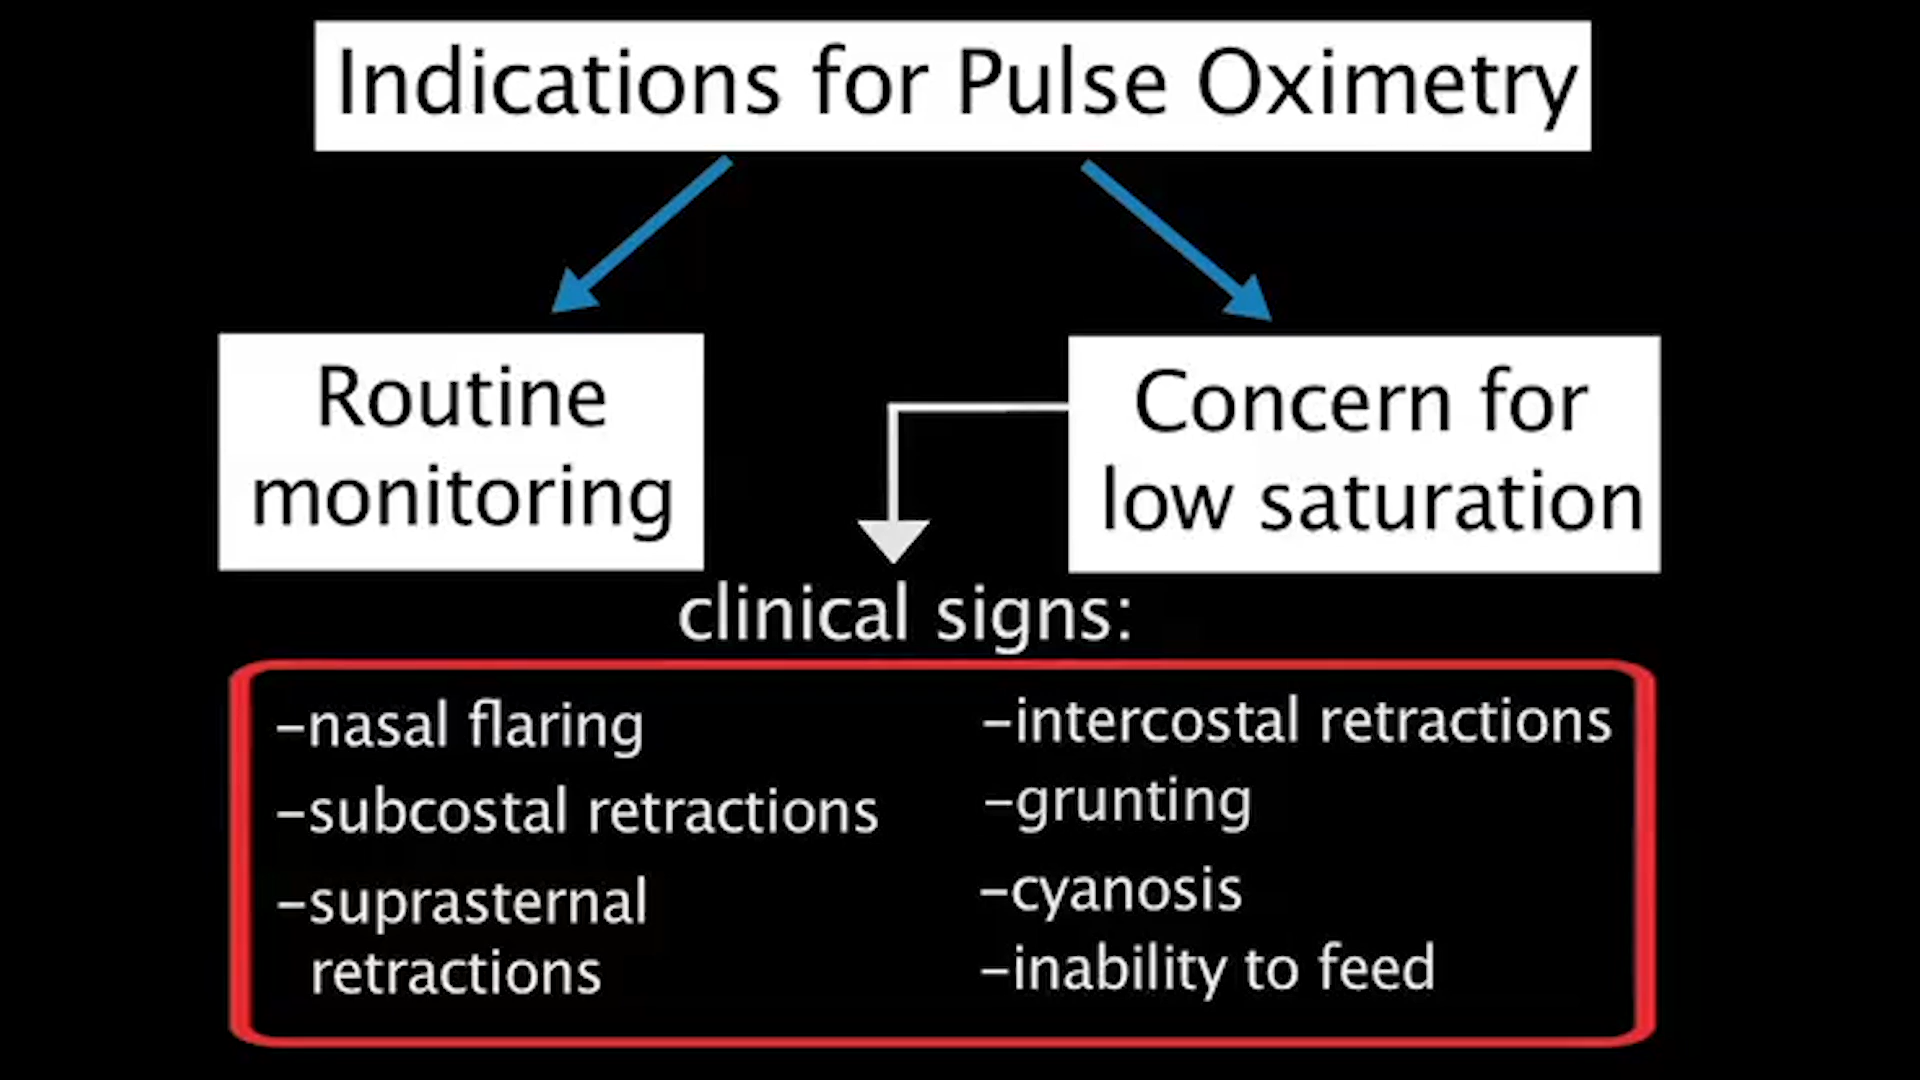 Indications for Pulse Oximetry
Routine
monitoring
Concern for
low saturation
clinical signs:
–nasal flaring
–subcostal retractions
–suprasternal
retractions
–intercostal retractions
–grunting
–cyanosis
–inability to feed